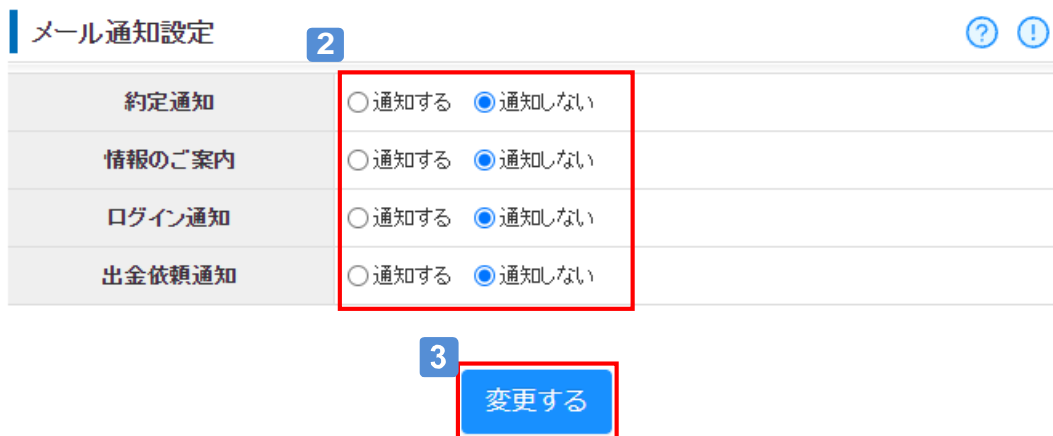 メール通知設定
2
? !
約定通知 通知する 通知しない
情報のご案内 通知する 通知しない
ログイン通知 通知する 通知しない
出金依頼通知 通知する 通知しない
3
変更する